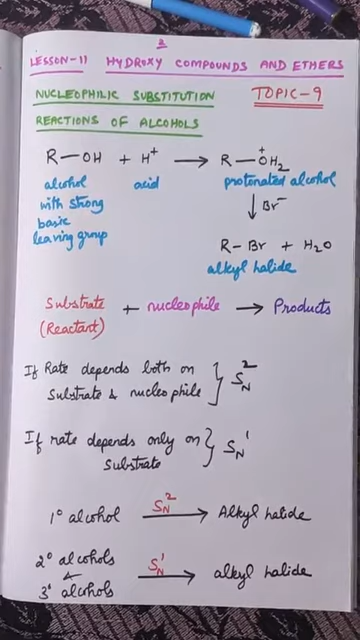 2
LESSON-11 HYDROXY COMPOUNDS AND ETHERS
NUCLEOPHILIC SUBSTITUTION TOPIC-9
REACTIONS OF ALCOHOLS
R—OH + H⁺ → R—O⁺H₂
alcohol acid protonated alcohol
with strong
basic
leaving group
↓ Br⁻
R—Br + H₂O
alkyl halide
Substrate + nucleophile → Products
(Reactant)
If Rate depends both on
Substrate & nucleophile } S_N²
If rate depends only on
Substrate } S_N¹
1° alcohol S_N² → Alkyl halide
2° alcohols
3° alcohols S_N¹ → alkyl halide